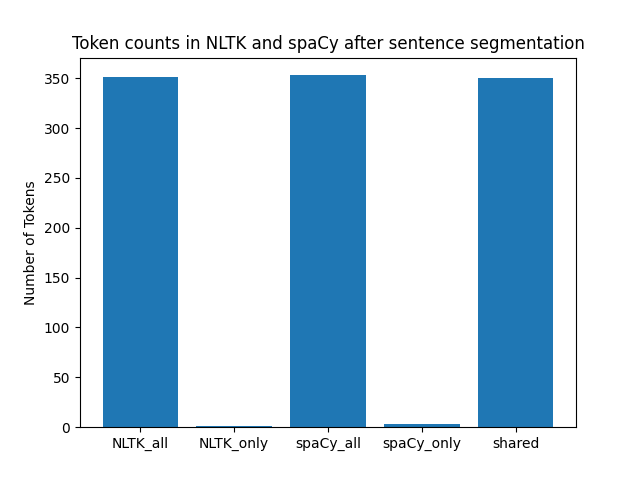 Token counts in NLTK and spaCy after sentence segmentation
Number of Tokens
350
300
250
200
150
100
50
0
NLTK_all NLTK_only spaCy_all spaCy_only shared